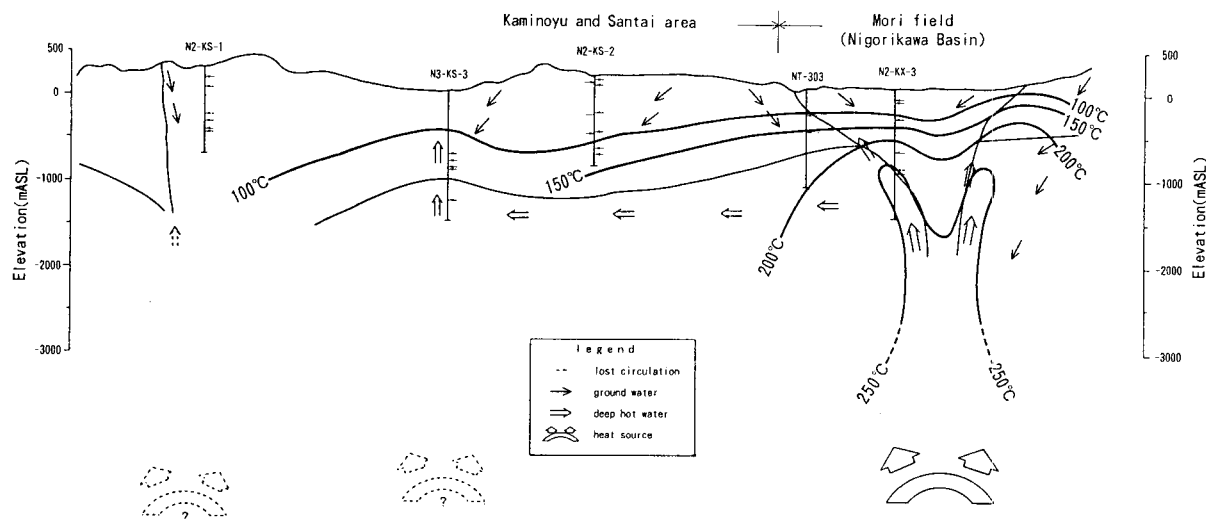 Kaminoyu and Santai area
Mori field
(Nigorikawa Basin)
N2-KS-1
N2-KS-2
N3-KS-3
NT-303
N2-KX-3
500
0
-1000
-2000
-3000
Elevation(mASL)
500
0
-1000
-2000
-3000
Elevation(mASL)
100℃
150℃
200℃
100℃
150℃
200℃
250℃
-250℃
legend
lost circulation
ground water
deep hot water
heat source
?
?